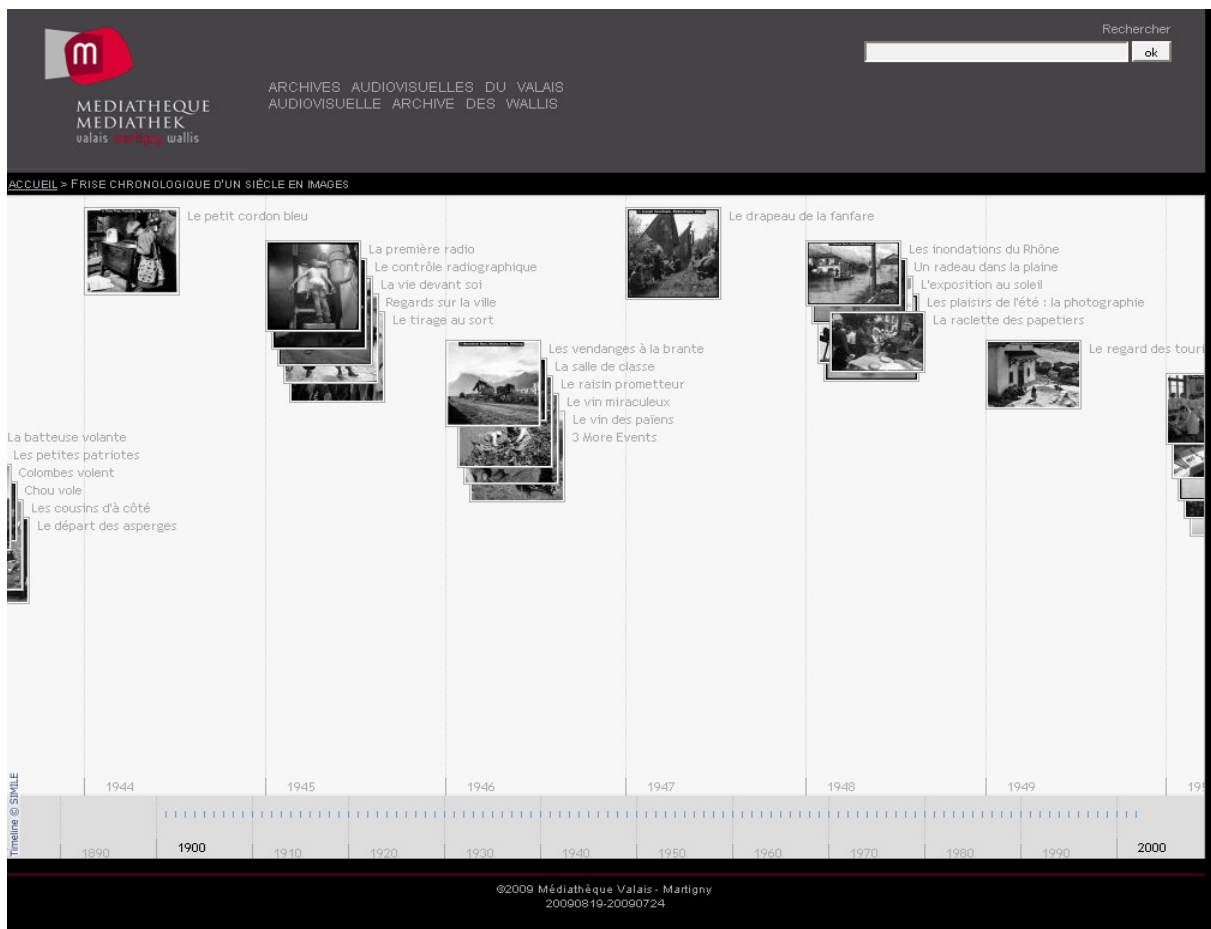 Rechercher
ok
m
MEDIATHEQUE
MEDIATHEK
valais martigny wallis
ARCHIVES AUDIOVISUELLES DU VALAIS
AUDIOVISUELLE ARCHIVE DES WALLIS
ACCUEIL > FRISE CHRONOLOGIQUE D'UN SIÈCLE EN IMAGES
Le petit cordon bleu
La première radio
Le contrôle radiographique
La vie devant soi
Regards sur la ville
Le tirage au sort
Les vendanges à la brante
La salle de classe
Le raisin prometteur
Le vin miraculeux
Le vin des païens
3 More Events
Le drapeau de la fanfare
Les inondations du Rhône
Un radeau dans la plaine
L'exposition au soleil
Les plaisirs de l'été : la photographie
La raclette des papetiers
Le regard des touri
La batteuse volante
Les petites patriotes
Colombes volent
Chou vole
Les cousins d'à côté
Le départ des asperges
1944 1945 1946 1947 1948 1949 195
Timeline © SIMILE
1890 1900 1910 1920 1930 1940 1950 1960 1970 1980 1990 2000
©2009 Médiathèque Valais - Martigny
20090819-20090724